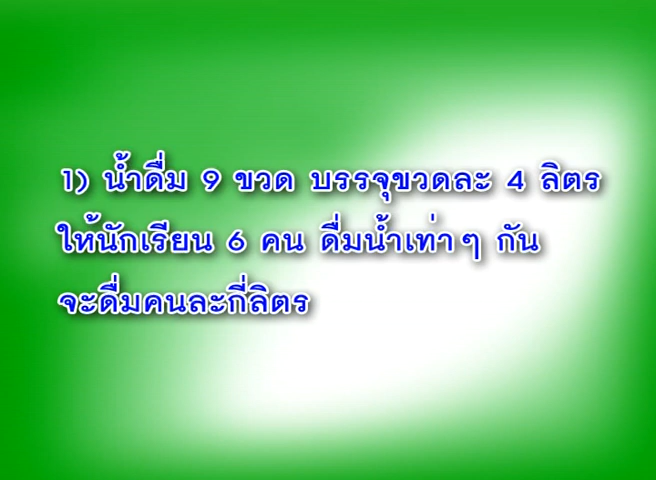 1) น้ำดื่ม 9 ขวด บรรจุขวดละ 4 ลิตร
ให้นักเรียน 6 คน ดื่มน้ำเท่าๆ กัน
จะดื่มคนละกี่ลิตร